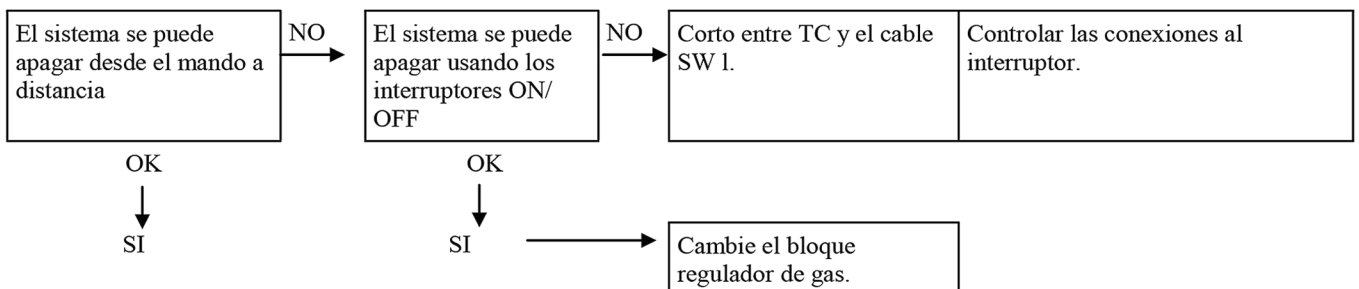 El sistema se puede
apagar desde el mando a
distancia
NO
El sistema se puede
apagar usando los
interruptores ON/
OFF
NO
Corto entre TC y el cable
SW l.
Controlar las conexiones al
interruptor.
OK
OK
SI
SI
Cambie el bloque
regulador de gas.